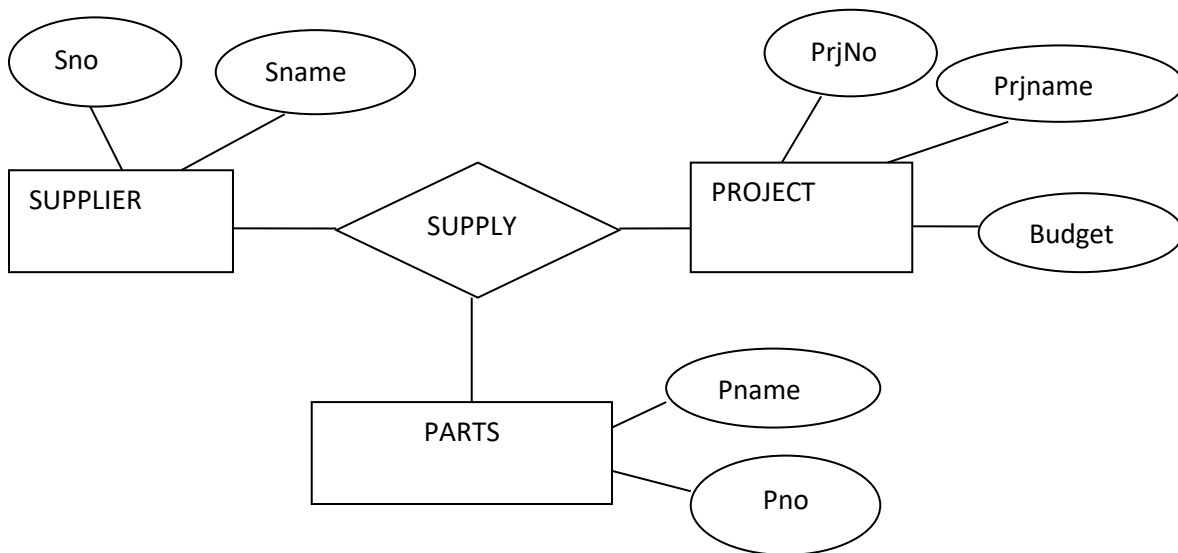 Sno
Sname
PrjNo
Prjname
SUPPLIER
SUPPLY
PROJECT
Budget
Pname
PARTS
Pno